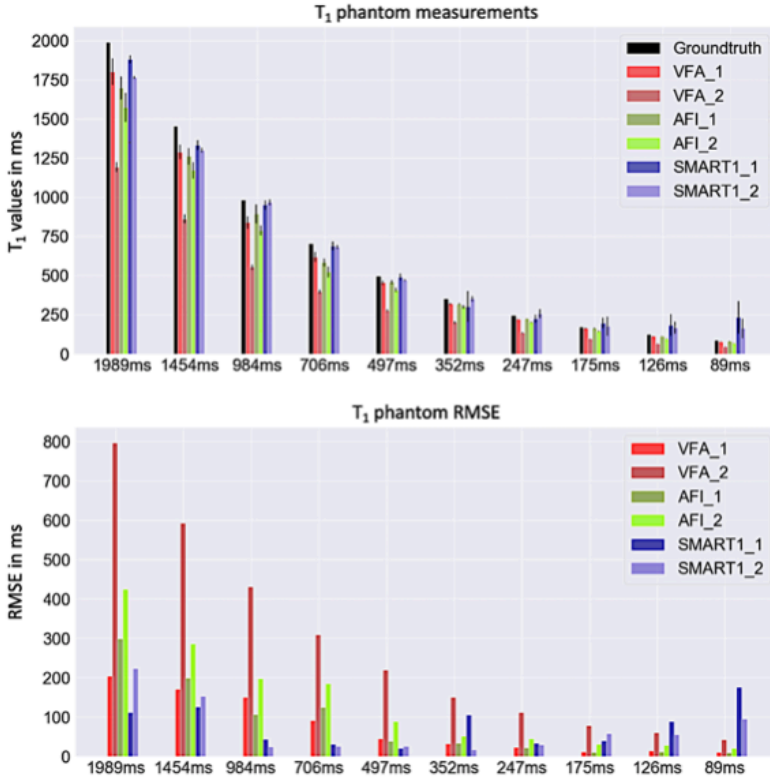 T₁ phantom measurements
T₁ values in ms
2000
1750
1500
1250
1000
750
500
250
0
Groundtruth
VFA_1
VFA_2
AFI_1
AFI_2
SMART1_1
SMART1_2
1989ms 1454ms 984ms 706ms 497ms 352ms 247ms 175ms 126ms 89ms
T₁ phantom RMSE
RMSE in ms
800
700
600
500
400
300
200
100
0
VFA_1
VFA_2
AFI_1
AFI_2
SMART1_1
SMART1_2
1989ms 1454ms 984ms 706ms 497ms 352ms 247ms 175ms 126ms 89ms